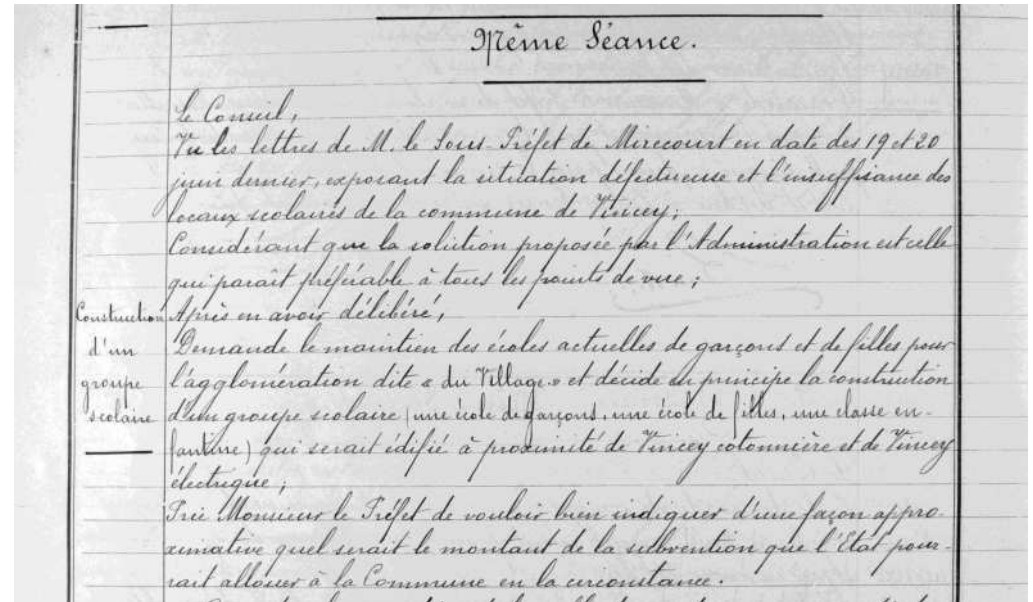 Même Séance.
Le Conseil,
Vu les lettres de M. le Sous-Préfet de Mirecourt en date des 19 et 20
juin dernier, exposant la situation défectueuse et l'insuffisance des
locaux scolaires de la commune de Vincey;
Considérant que la solution proposée par l'Administration est celle
qui paraît préférable à tous les points de vue;
Construction
d'un
groupe
scolaire
Après en avoir délibéré,
Demande le maintien des écoles actuelles de garçons et de filles pour
l'agglomération dite « du Village » et décide en principe la construction
d'un groupe scolaire (une école de garçons, une école de filles, une classe en-
fantine) qui serait édifié à proximité de Vincey cotonnière et de Vincey
électrique;
Prie Monsieur le Préfet de vouloir bien indiquer d'une façon appro-
ximative quel serait le montant de la subvention que l'Etat pour-
rait allouer à la Commune en la circonstance.